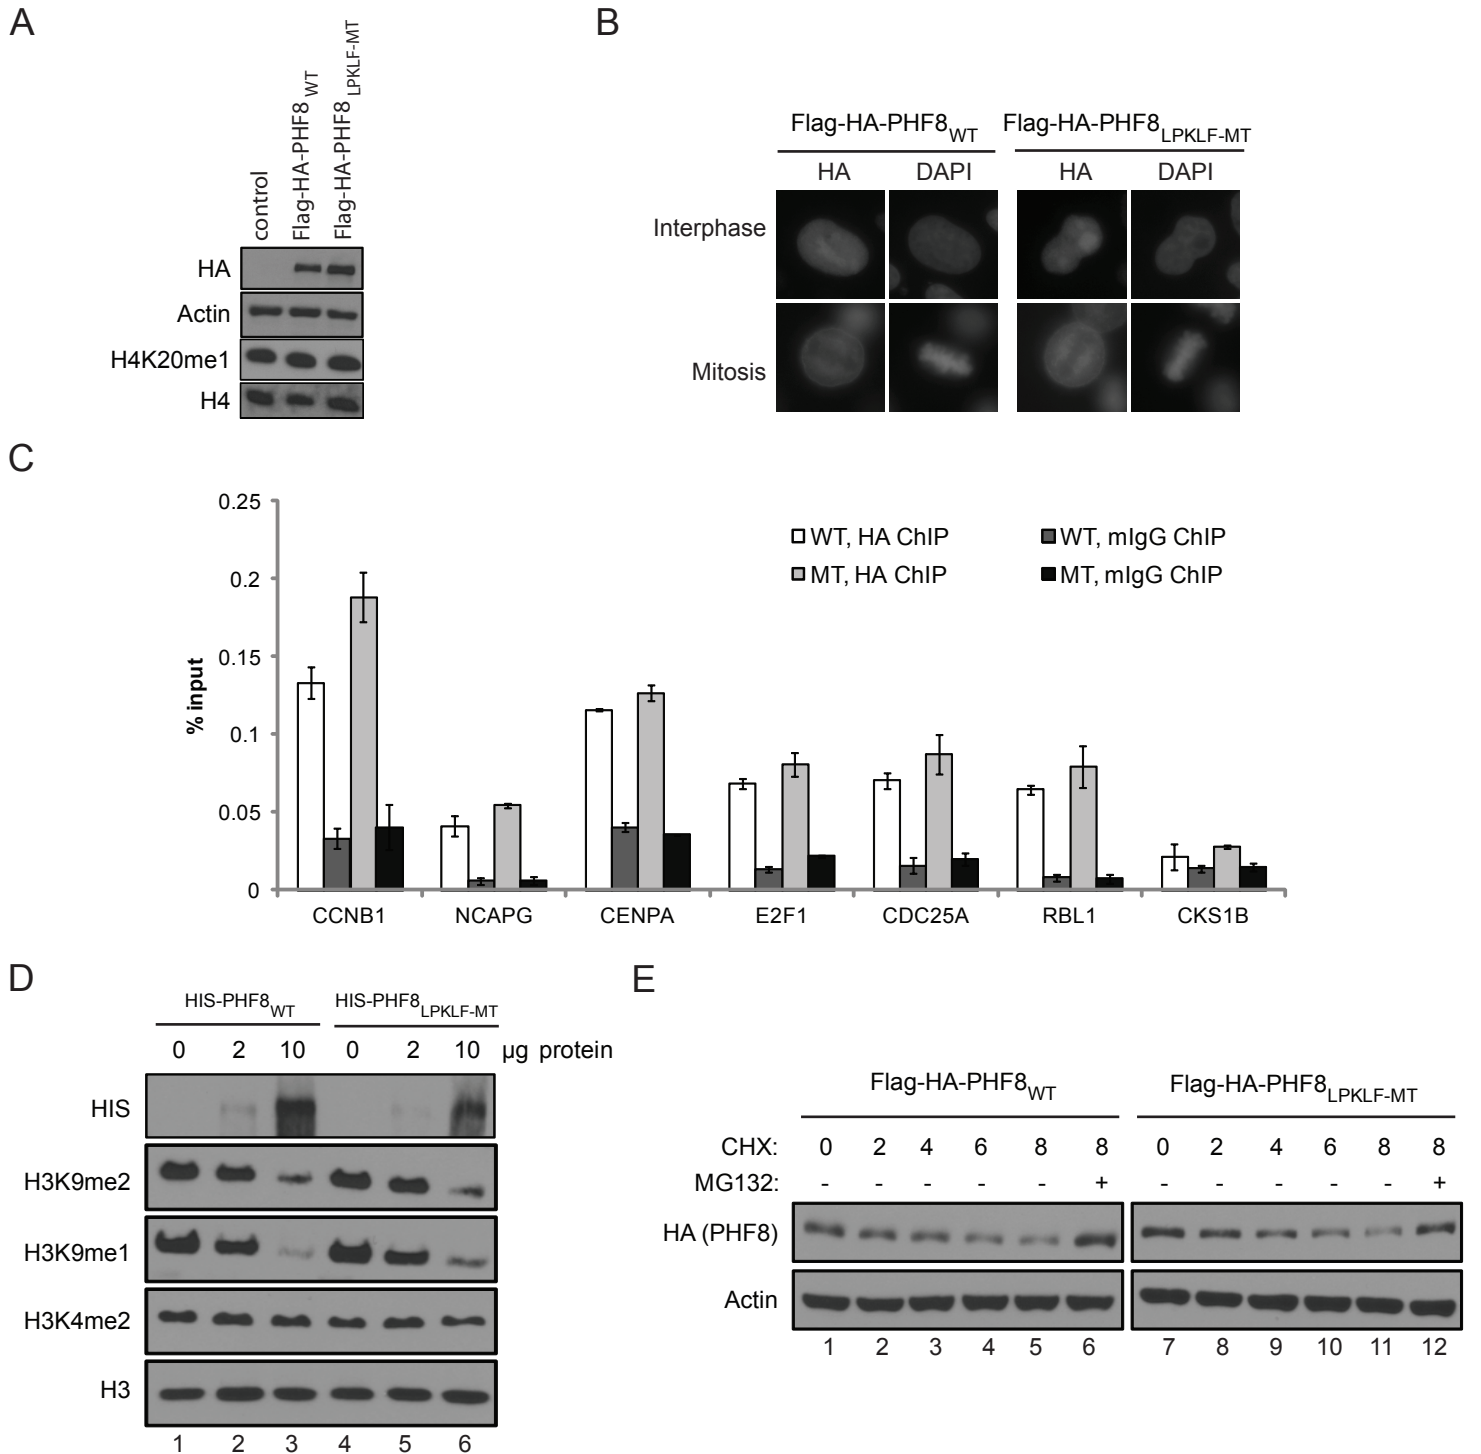 A
control
Flag-HA-PHF8WT
Flag-HA-PHF8LPKLF-MT
HA
Actin
H4K20me1
H4
B
Flag-HA-PHF8WT Flag-HA-PHF8LPKLF-MT
HA DAPI HA DAPI
Interphase
Mitosis
C
% input
0.25
0.2
0.15
0.1
0.05
0
WT, HA ChIP WT, mIgG ChIP
MT, HA ChIP MT, mIgG ChIP
CCNB1 NCAPG CENPA E2F1 CDC25A RBL1 CKS1B
D
HIS-PHF8WT HIS-PHF8LPKLF-MT
0 2 10 0 2 10 µg protein
HIS
H3K9me2
H3K9me1
H3K4me2
H3
1 2 3 4 5 6
E
Flag-HA-PHF8WT Flag-HA-PHF8LPKLF-MT
CHX: 0 2 4 6 8 8 0 2 4 6 8 8
MG132: - - - - - + - - - - - +
HA (PHF8)
Actin
1 2 3 4 5 6 7 8 9 10 11 12